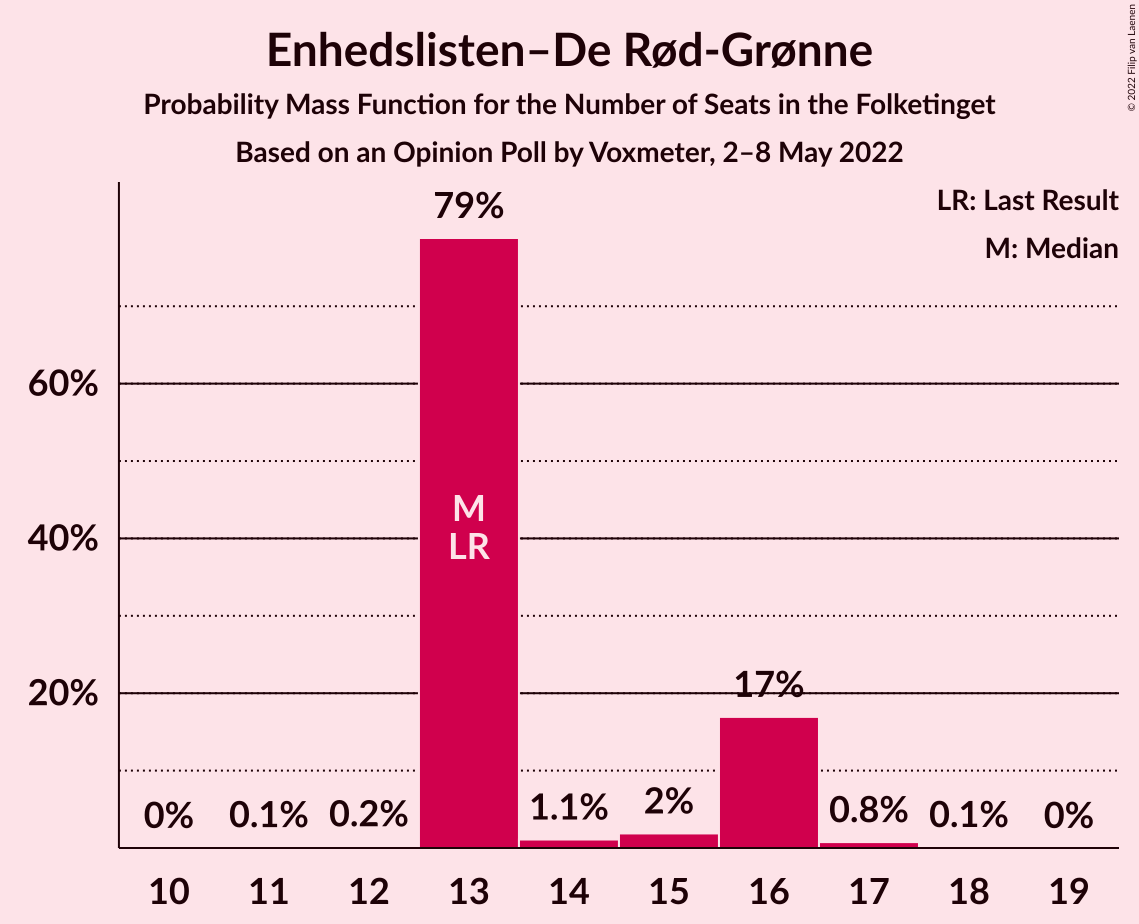 Enhedslisten–De Rød-Grønne
Probability Mass Function for the Number of Seats in the Folketinget
Based on an Opinion Poll by Voxmeter, 2–8 May 2022
© 2022 Filip van Laenen
LR: Last Result
M: Median
60%
40%
20%
0%
0.1%
0.2%
79%
M
LR
1.1%
2%
17%
0.8%
0.1%
0%
10 11 12 13 14 15 16 17 18 19